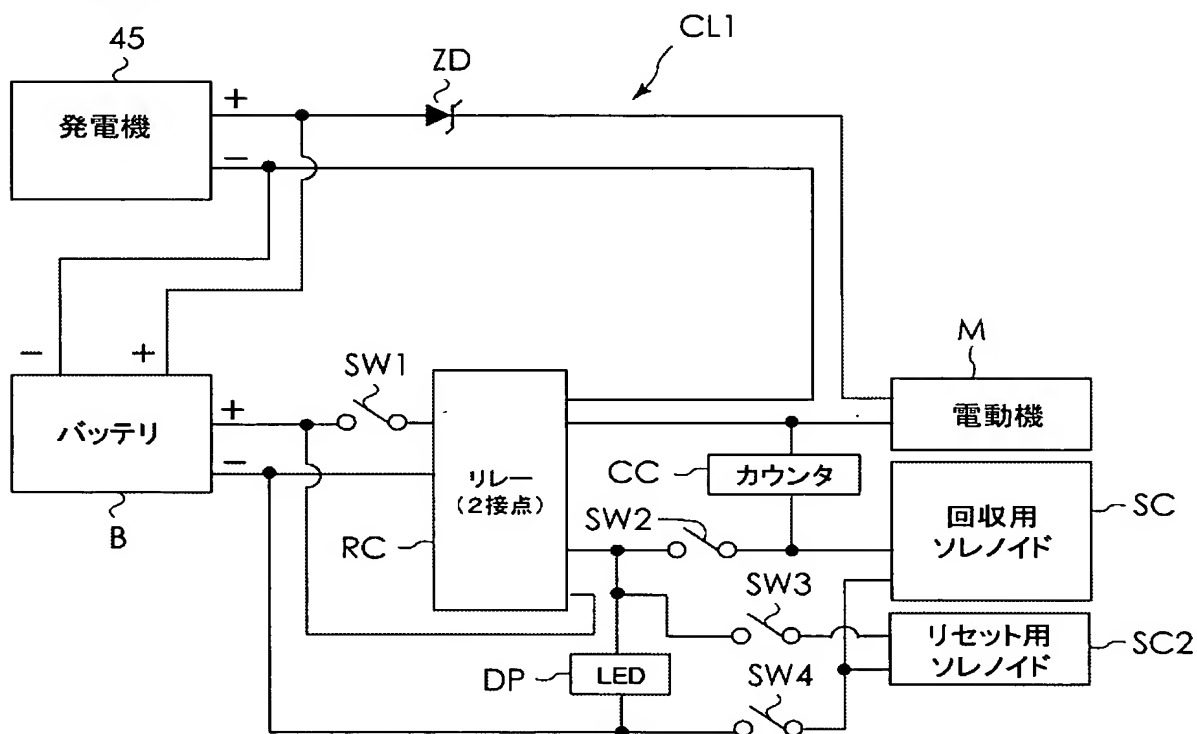 45
発電機
+
−
ZD
CL1
−
+
バッテリ
+
−
B
SW1
リレー
(2接点)
RC
M
電動機
CC
カウンタ
SW2
回収用
ソレノイド
SC
SW3
リセット用
ソレノイド
SC2
DP
LED
SW4